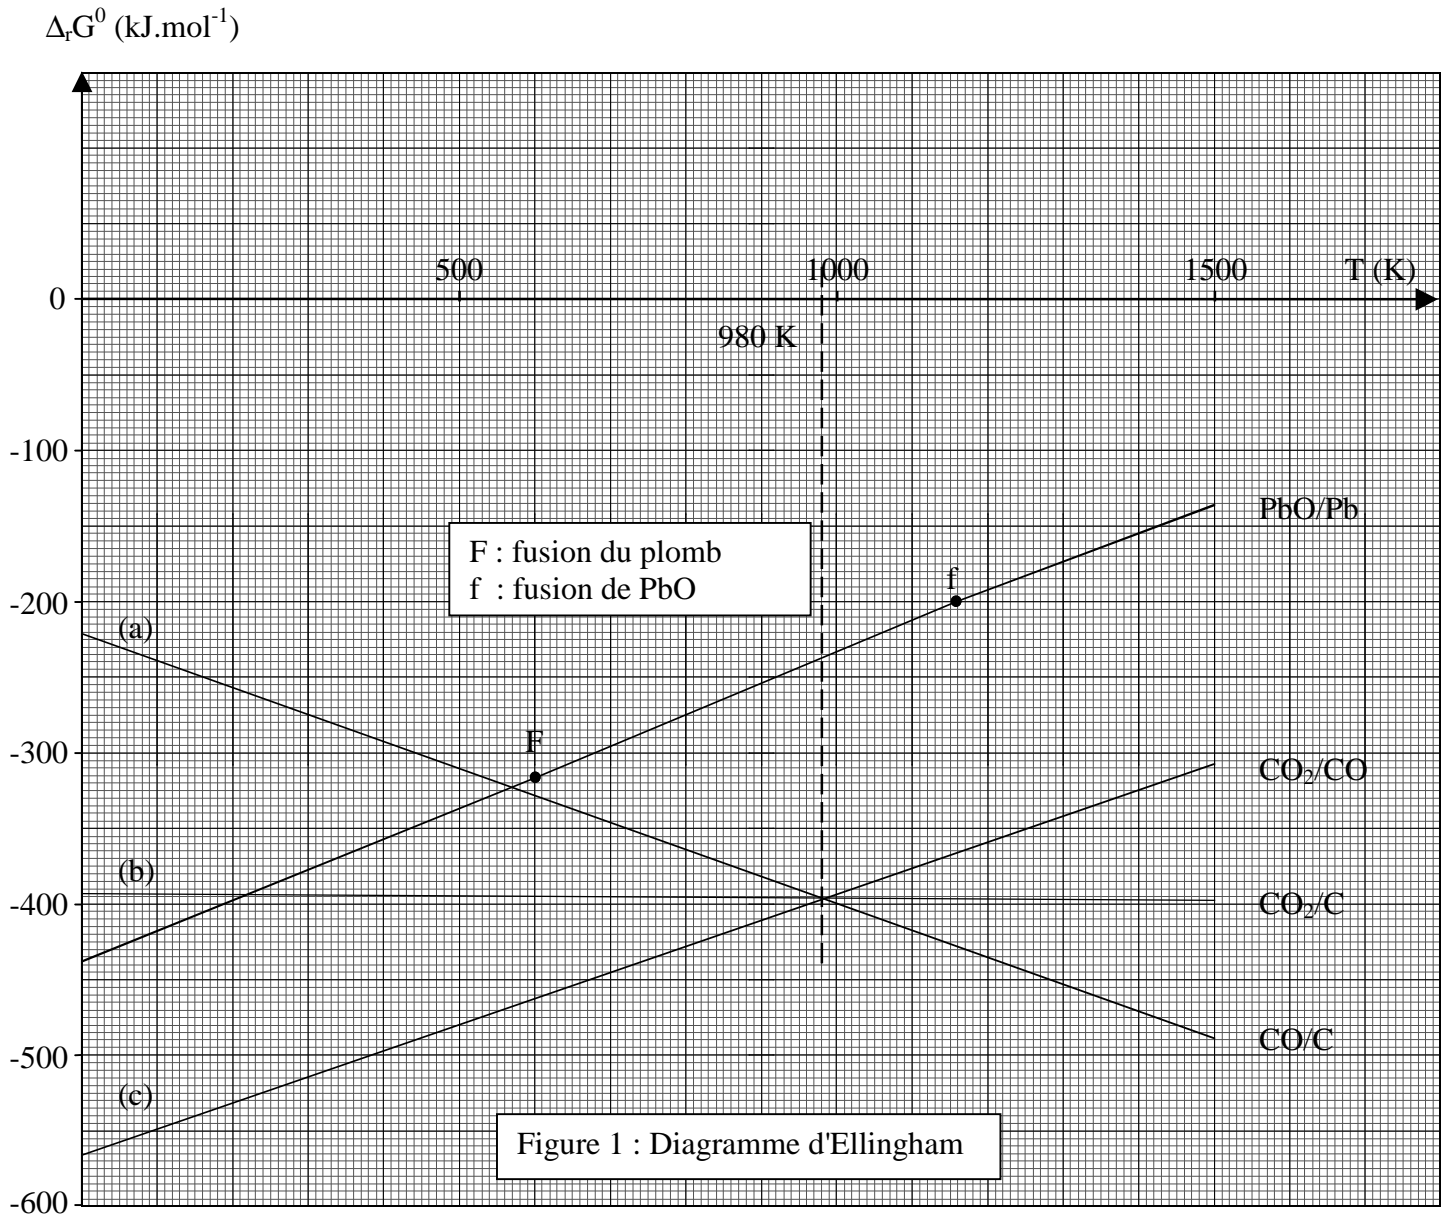 ΔrG⁰ (kJ.mol⁻¹)
500 1000 1500 T (K)
0
980 K
-100
PbO/Pb
F : fusion du plomb
f : fusion de PbO
f
-200
(a)
F
-300
CO₂/CO
(b)
-400
CO₂/C
-500
CO/C
(c)
Figure 1 : Diagramme d'Ellingham
-600